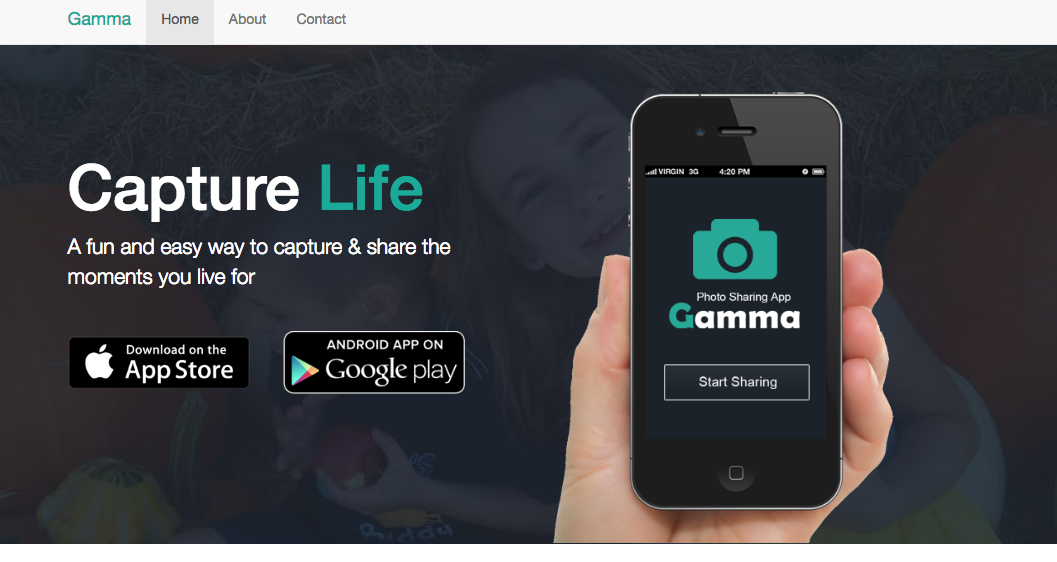 Gamma Home About Contact
Capture Life
A fun and easy way to capture & share the
moments you live for
Download on the
App Store
ANDROID APP ON
Google play
VIRGIN 3G 4:20 PM
Photo Sharing App
Gamma
Start Sharing